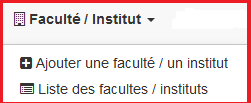 Faculté / Institut
Ajouter une faculté / un institut
Liste des facultes / instituts